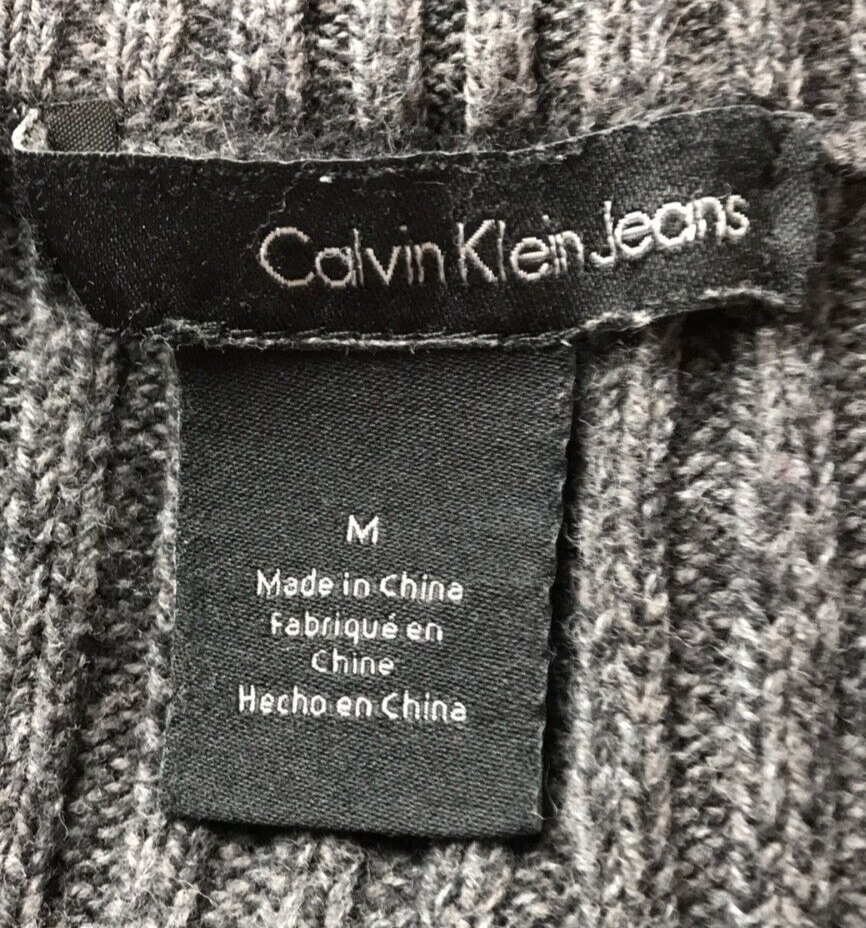 Calvin Klein Jeans
M
Made in China
Fabriqué en
Chine
Hecho en China